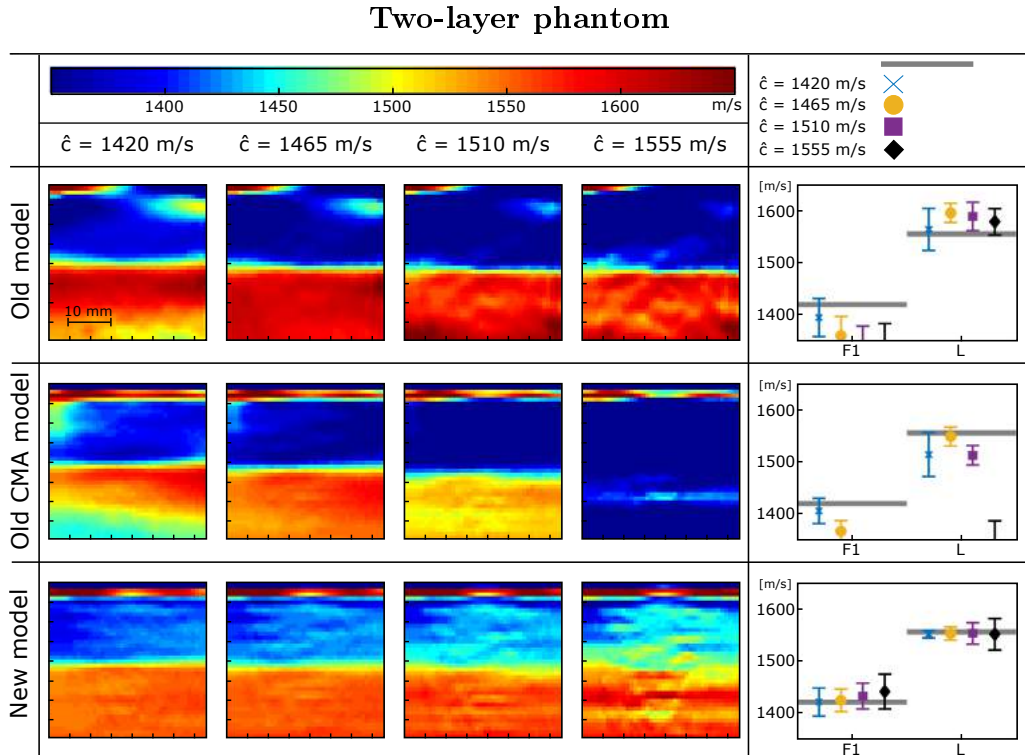 Two-layer phantom
1400 1450 1500 1550 1600 m/s
ĉ = 1420 m/s ĉ = 1465 m/s ĉ = 1510 m/s ĉ = 1555 m/s
ĉ = 1420 m/s
ĉ = 1465 m/s
ĉ = 1510 m/s
ĉ = 1555 m/s
Old model
10 mm
[m/s]
1600
1500
1400
F1 L
Old CMA model
[m/s]
1600
1500
1400
F1 L
New model
[m/s]
1600
1500
1400
F1 L